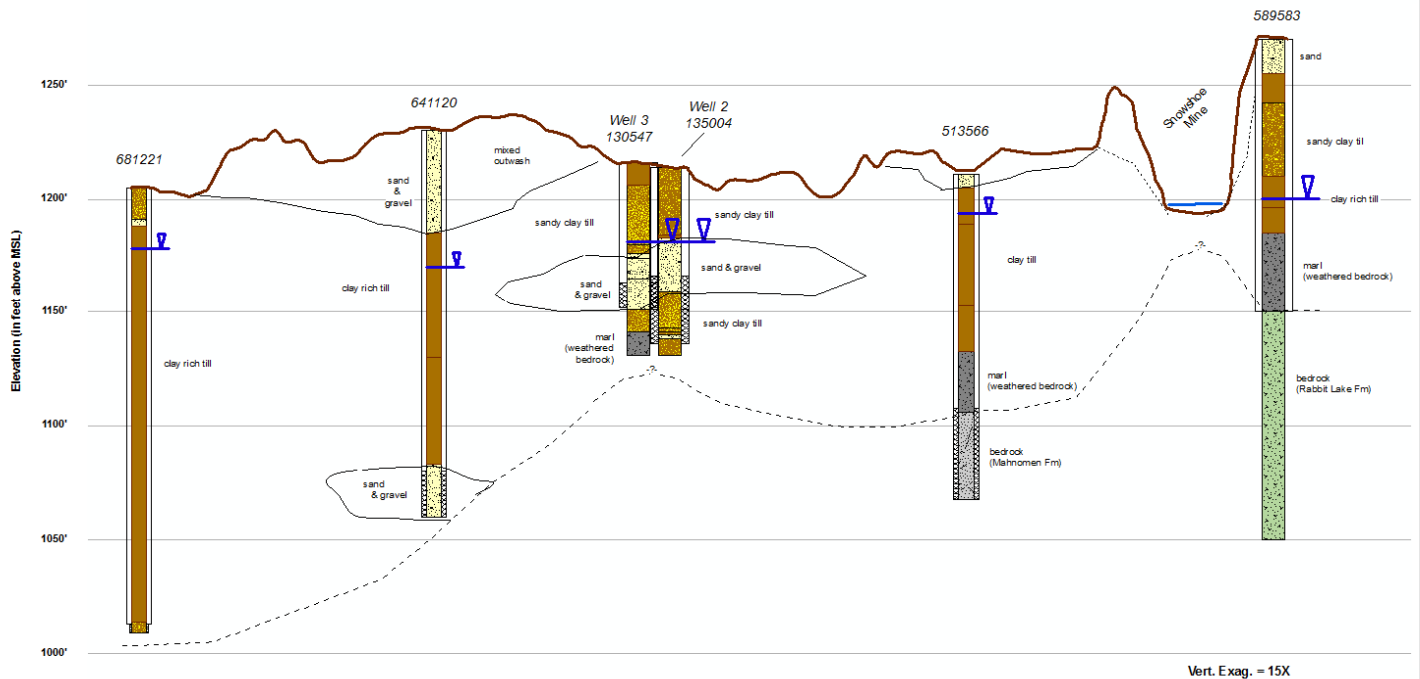 589583
sand
1250'
641120
Snowshoe
Mine
Well 3
130547
Well 2
135004
513566
681221
mixed
outwash
sandy clay til
sand
&
gravel
1200'
clay rich till
sandy clay till
sandy clay till
clay till
sand & gravel
-?-
marl
(weathered bedrock)
clay rich till
sand
& gravel
1150'
sandy clay till
marl
(weathered
bedrock)
clay rich till
-?-
marl
(weathered bedrock)
bedrock
(Rabbit Lake Fm)
Elevation (in feet above MSL)
1100'
bedrock
(Mahnomen Fm)
sand
& gravel
1050'
1000'
Vert. Exag. = 15X